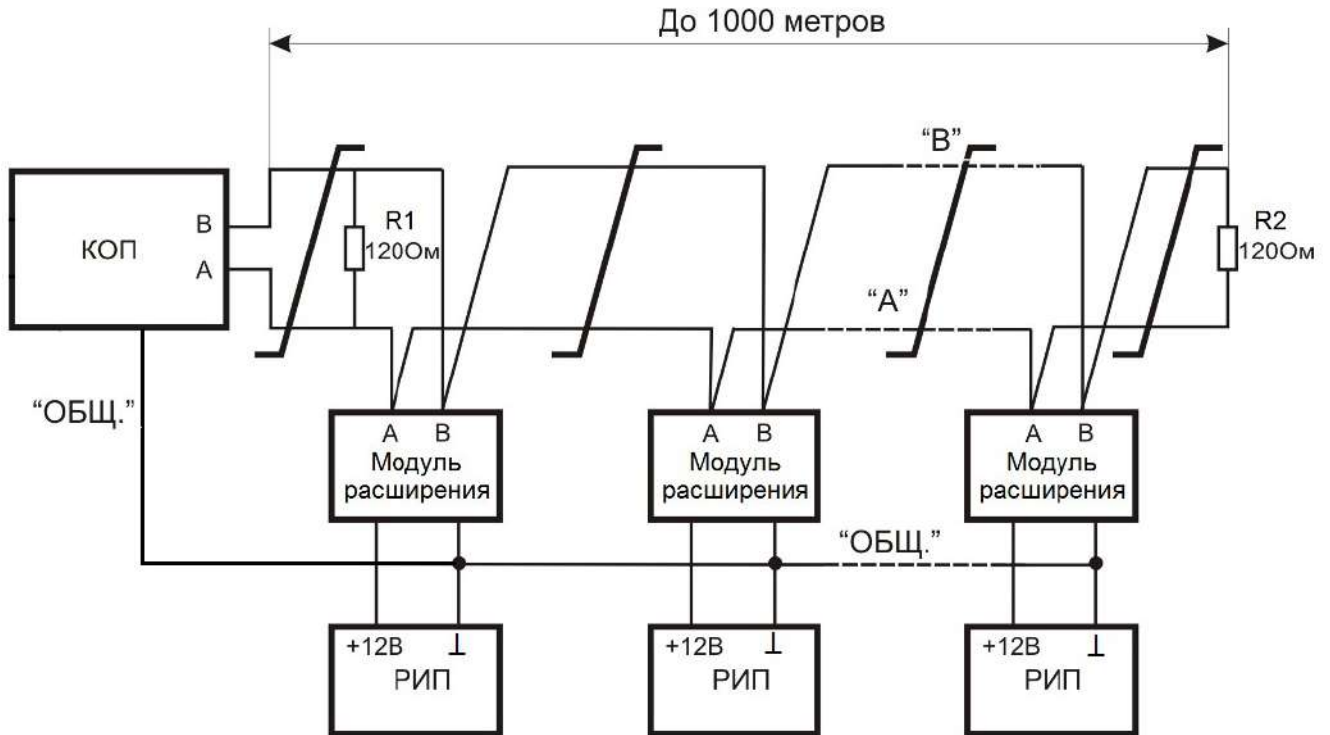 До 1000 метров
“В”
В
КОП
А
R1
120Ом
R2
120Ом
“А”
“ОБЩ.”
А В
Модуль
расширения
А В
Модуль
расширения
А В
Модуль
расширения
“ОБЩ.”
+12В ⊥
РИП
+12В ⊥
РИП
+12В ⊥
РИП